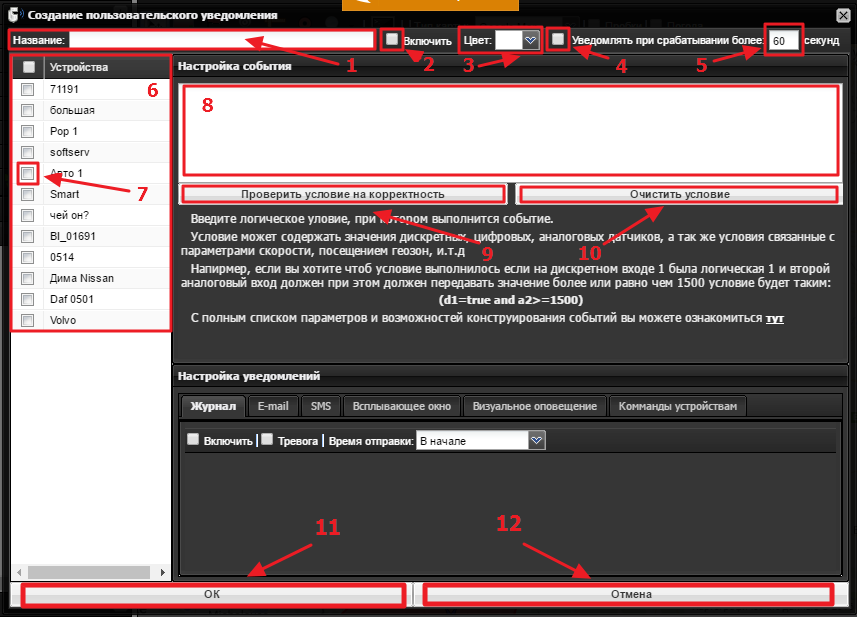 Создание пользовательского уведомления
Название: Включить Цвет: Уведомлять при срабатывании более: 60 секунд
1 2 3 4 5
Устройства
71191
большая
Pop 1
softserv
Авто 1
Smart
чей он?
BI_01691
0514
Дима Nissan
Daf 0501
Volvo
6
7
Настройка события
8
Проверить условие на корректность Очистить условие
9 10
Введите логическое уловие, при котором выполнится событие.
Условие может содержать значения дискретных, цифровых, аналоговых датчиков, а так же условия связанные с
параметрами скорости, посещением геозон, и.т.д
Напирмер, если вы хотите чтоб условие выполнилось если на дискретном входе 1 была логическая 1 и второй
аналоговый вход должен при этом должен передавать значение более или равно чем 1500 условие будет таким:
(d1=true and a2>=1500)
С полным списком параметров и возможностей конструирования событий вы можете ознакомиться тут
Настройка уведомлений
Журнал E-mail SMS Всплывающее окно Визуальное оповещение Комманды устройствам
Включить Тревога Время отправки: В начале
11 12
OK Отмена